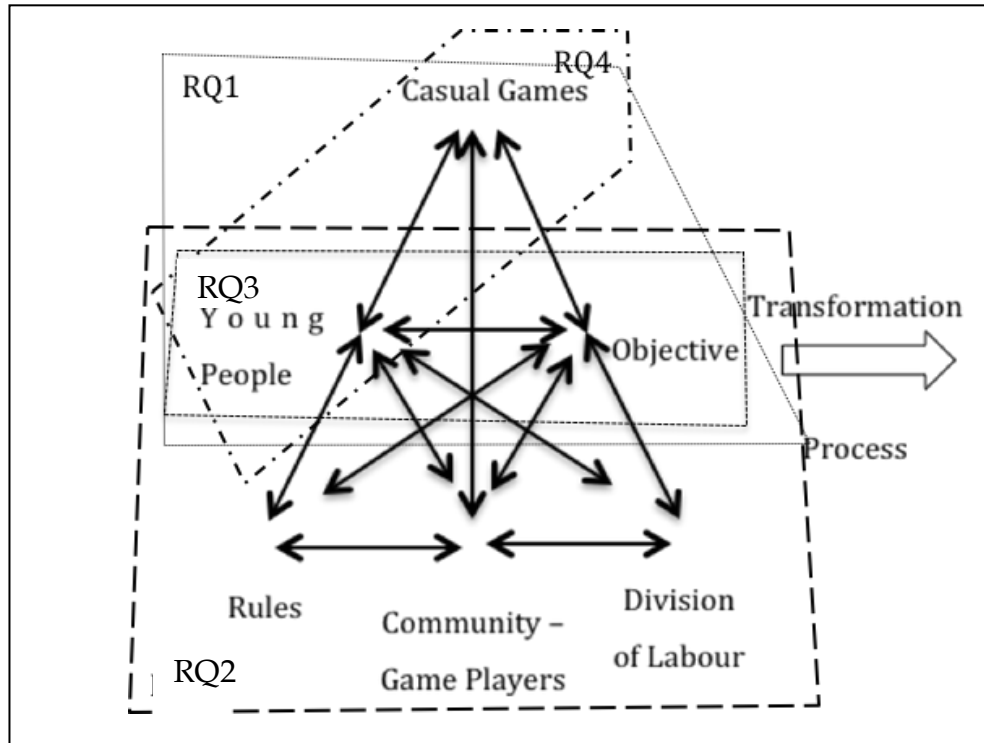 RQ4
RQ1
Casual Games
RQ3
Young
People
Objective
Transformation
Process
Rules
Community –
Game Players
Division
of Labour
RQ2